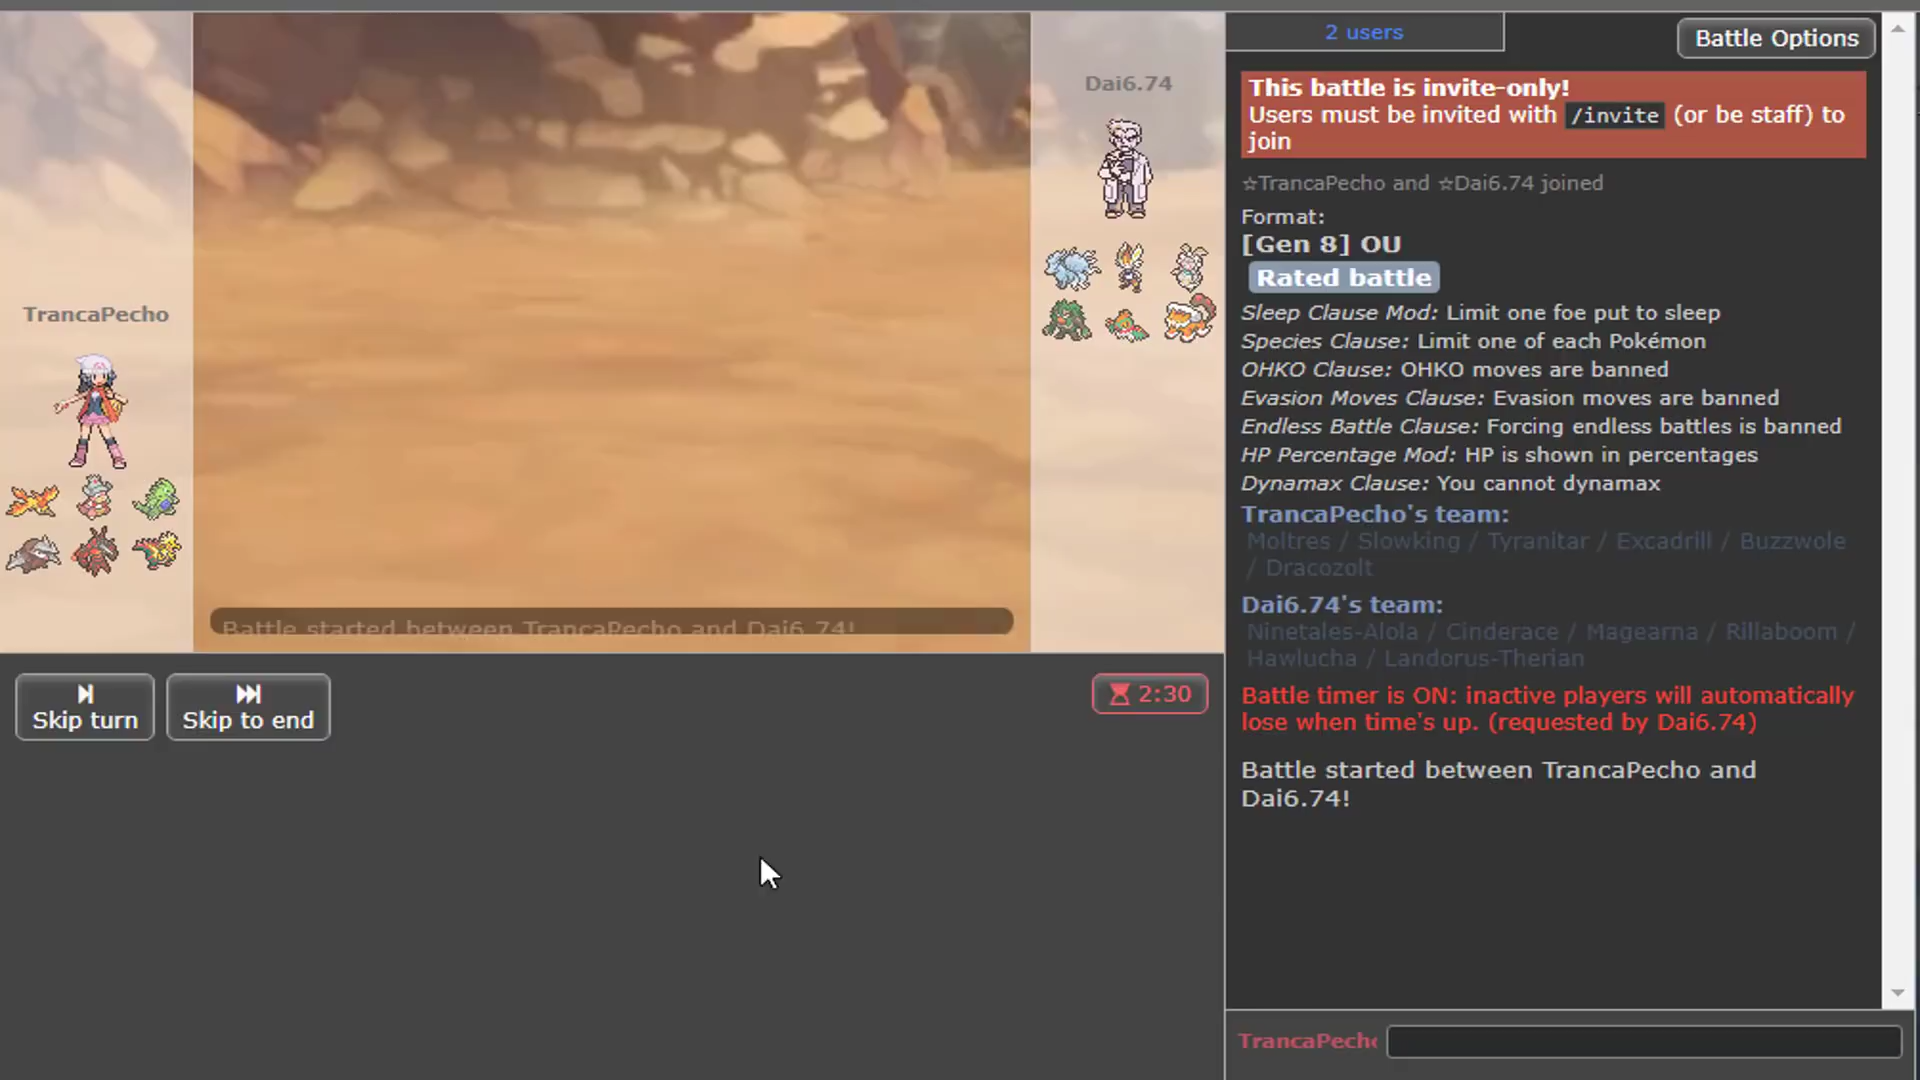 2 users
Battle Options
This battle is invite-only!
Users must be invited with /invite (or be staff) to
join
☆TrancaPecho and ☆Dai6.74 joined
Format:
[Gen 8] OU
Rated battle
Sleep Clause Mod: Limit one foe put to sleep
Species Clause: Limit one of each Pokémon
OHKO Clause: OHKO moves are banned
Evasion Moves Clause: Evasion moves are banned
Endless Battle Clause: Forcing endless battles is banned
HP Percentage Mod: HP is shown in percentages
Dynamax Clause: You cannot dynamax
TrancaPecho's team:
Moltres / Slowking / Tyranitar / Excadrill / Buzzwole
/ Dracozolt
Dai6.74's team:
Ninetales-Alola / Cinderace / Magearna / Rillaboom /
Hawlucha / Landorus-Therian
Battle timer is ON: inactive players will automatically
lose when time's up. (requested by Dai6.74)
Battle started between TrancaPecho and
Dai6.74!
TrancaPecho
Dai6.74
TrancaPecho
Battle started between TrancaPecho and Dai6.74!
Skip turn
Skip to end
2:30